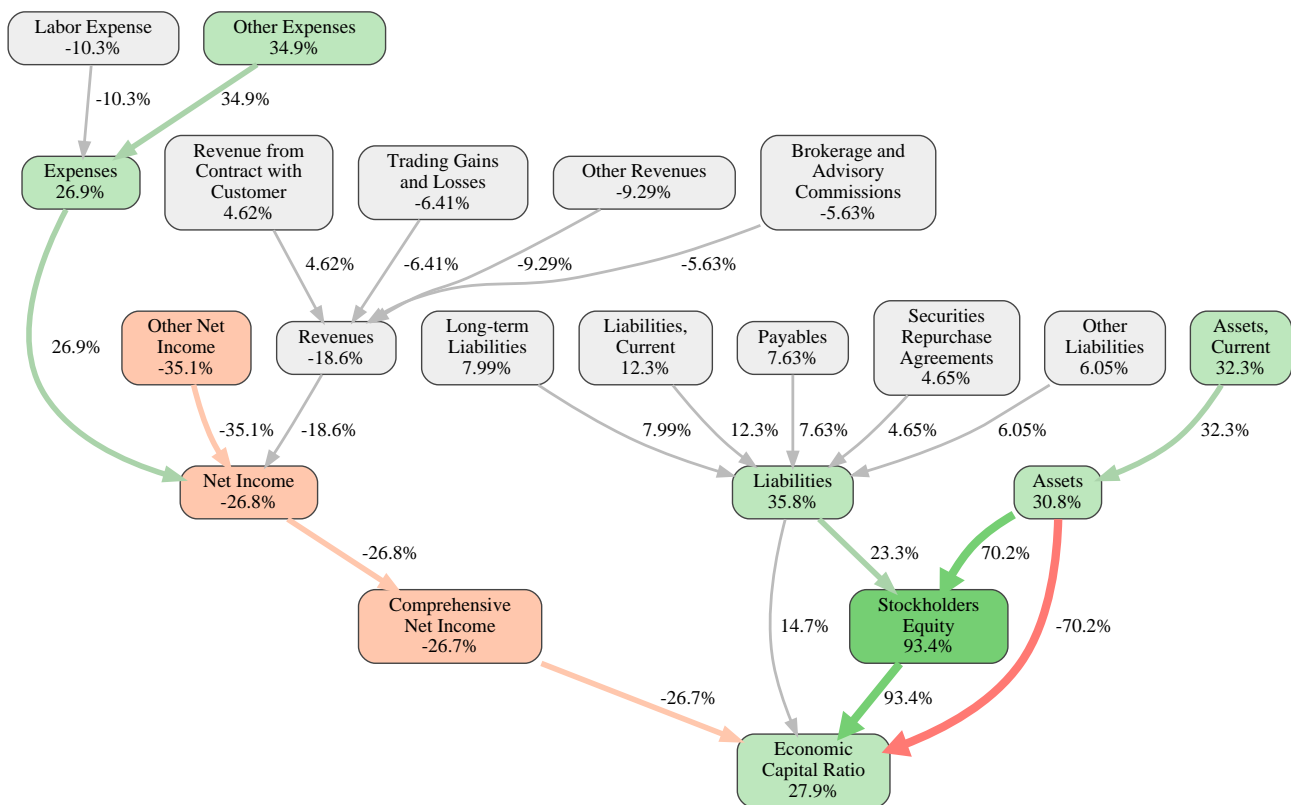 Labor Expense
-10.3%
Other Expenses
34.9%
-10.3%
34.9%
Expenses
26.9%
Revenue from
Contract with
Customer
4.62%
Trading Gains
and Losses
-6.41%
Other Revenues
-9.29%
Brokerage and
Advisory
Commissions
-5.63%
4.62%
-6.41%
-9.29%
-5.63%
26.9%
Other Net
Income
-35.1%
Revenues
-18.6%
Long-term
Liabilities
7.99%
Liabilities,
Current
12.3%
Payables
7.63%
Securities
Repurchase
Agreements
4.65%
Other
Liabilities
6.05%
Assets,
Current
32.3%
-35.1%
-18.6%
7.99%
12.3%
7.63%
4.65%
6.05%
32.3%
Net Income
-26.8%
Liabilities
35.8%
Assets
30.8%
-26.8%
23.3%
70.2%
Comprehensive
Net Income
-26.7%
14.7%
Stockholders
Equity
93.4%
-70.2%
-26.7%
93.4%
Economic
Capital Ratio
27.9%